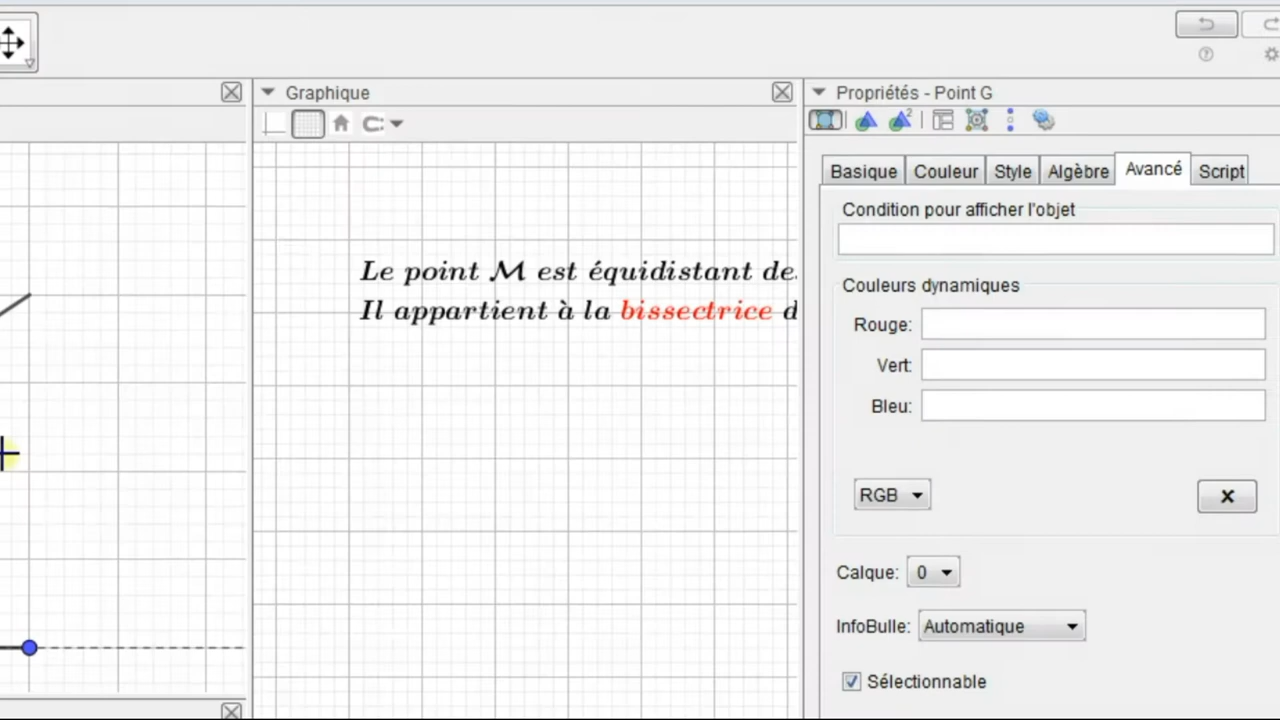 Graphique
Propriétés - Point G
Basique Couleur Style Algèbre Avancé Script
Condition pour afficher l'objet
Le point M est équidistant de
Il appartient à la bissectrice d
Couleurs dynamiques
Rouge:
Vert:
Bleu:
RGB
Calque: 0
InfoBulle: Automatique
Sélectionnable